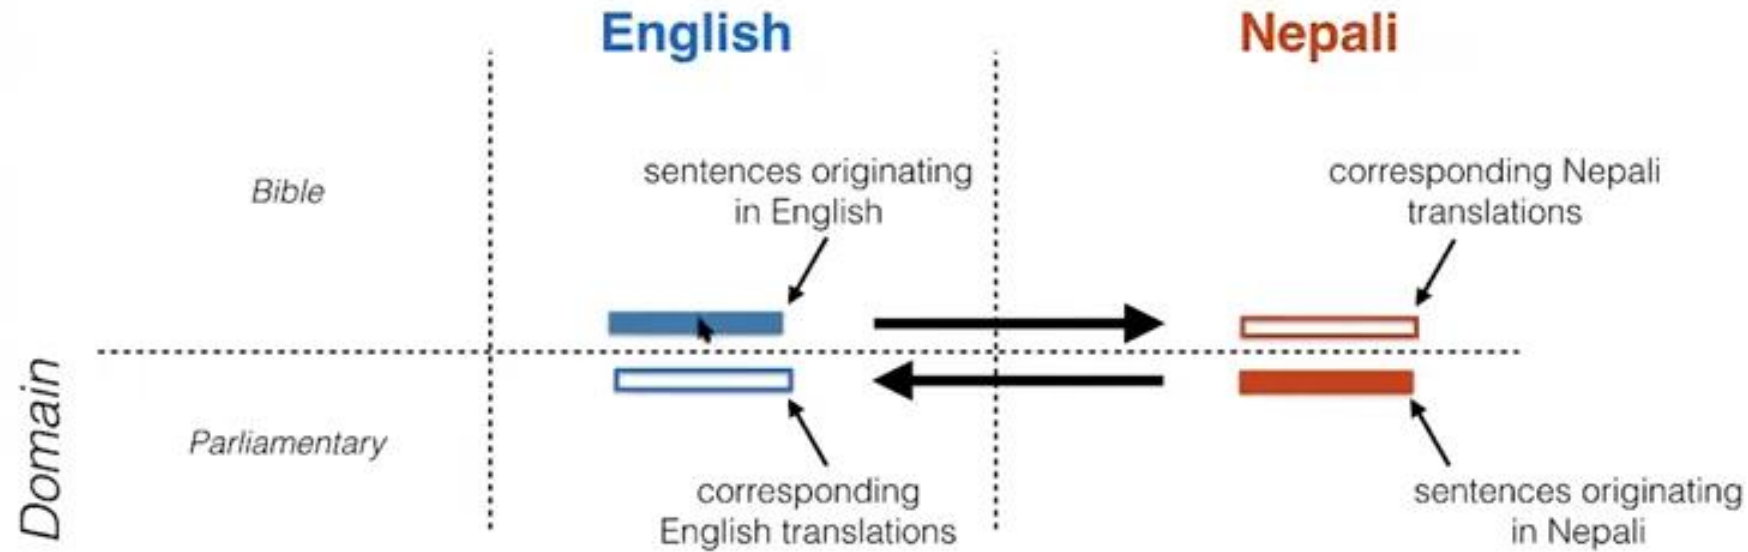 English
Nepali
sentences originating
in English
corresponding Nepali
translations
Bible
Domain
Parliamentary
corresponding
English translations
sentences originating
in Nepali